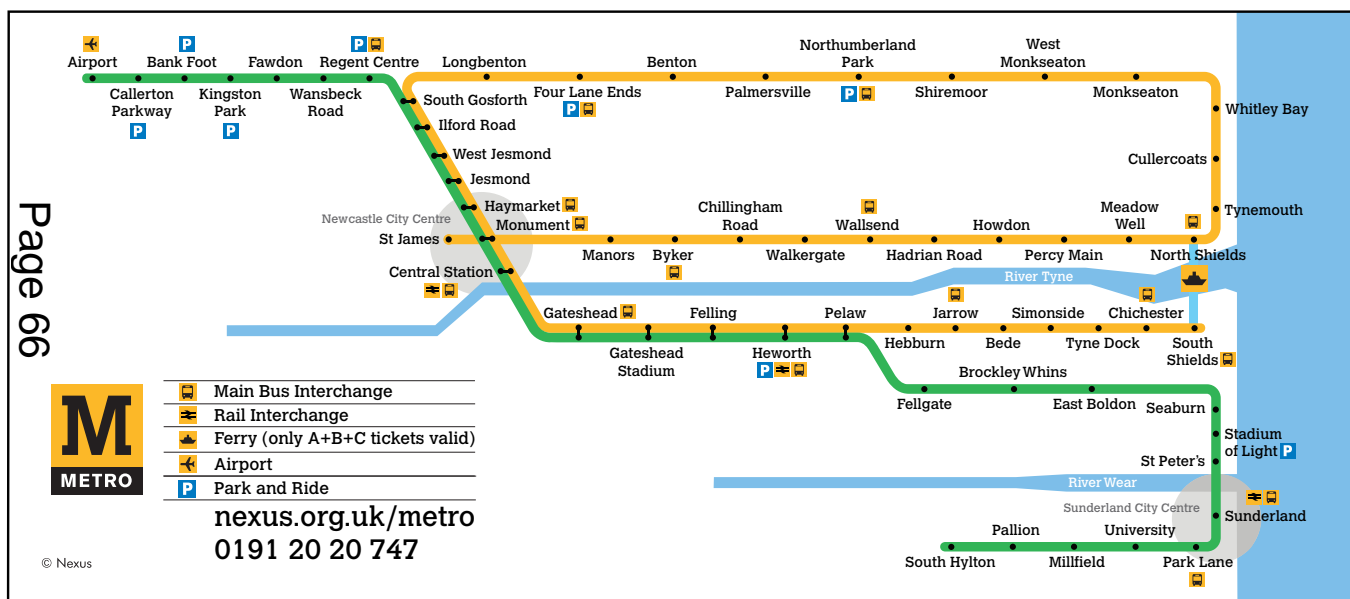 Page 66
Airport
Bank Foot
Fawdon
Regent Centre
Callerton
Parkway
Kingston
Park
Wansbeck
Road
Longbenton
Four Lane Ends
Benton
Palmersville
Northumberland
Park
Shiremoor
West
Monkseaton
Monkseaton
South Gosforth
Ilford Road
West Jesmond
Jesmond
Haymarket
Monument
Newcastle City Centre
St James
Central Station
Whitley Bay
Cullercoats
Tynemouth
Manors
Byker
Chillingham
Road
Walkergate
Wallsend
Hadrian Road
Howdon
Percy Main
Meadow
Well
North Shields
River Tyne
Gateshead
Gateshead
Stadium
Felling
Heworth
Pelaw
Hebburn
Jarrow
Bede
Simonside
Tyne Dock
Chichester
South
Shields
Fellgate
Brockley Whins
East Boldon
Seaburn
Stadium
of Light
St Peter's
River Wear
Sunderland City Centre
Sunderland
South Hylton
Pallion
Millfield
University
Park Lane
M
METRO
Main Bus Interchange
Rail Interchange
Ferry (only A+B+C tickets valid)
Airport
P Park and Ride
nexus.org.uk/metro
0191 20 20 747
© Nexus